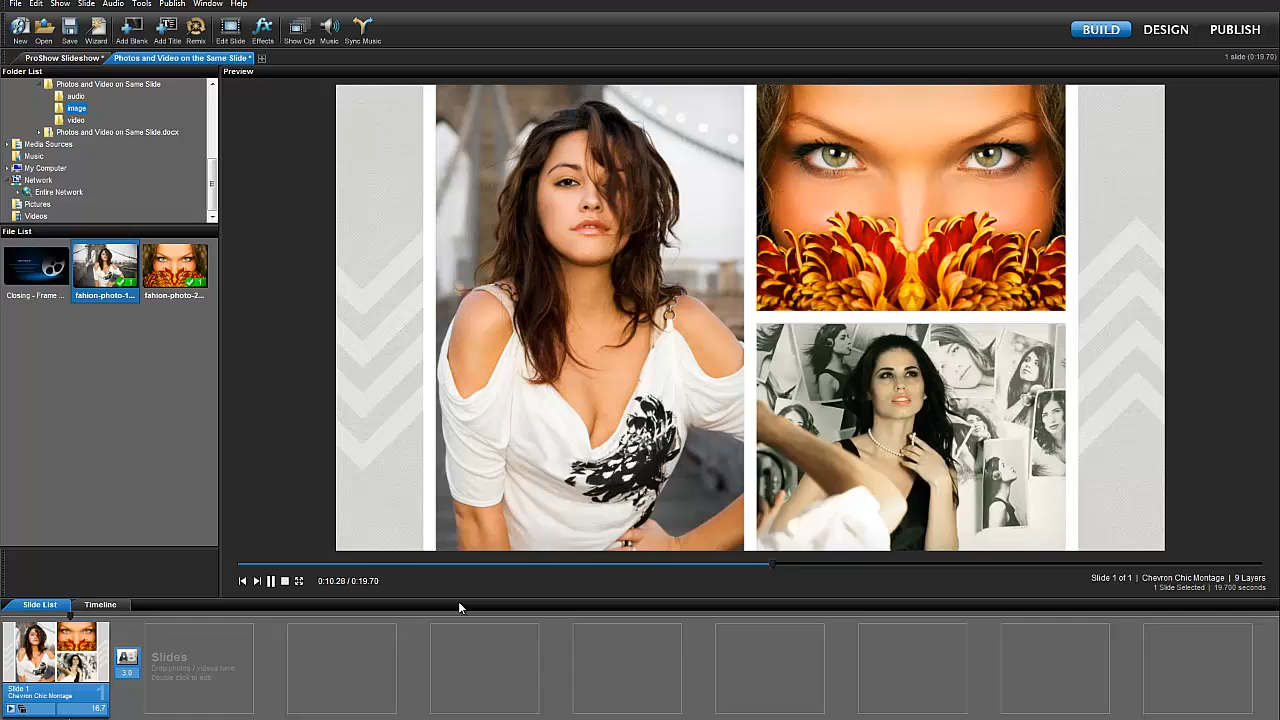 File Edit Show Slide Audio Tools Publish Window Help
New Open Save Wizard Add Blank Add Title Remix Edit Slide Effects Show Opt Music Sync Music
BUILD DESIGN PUBLISH
ProShow Slideshow * Photos and Video on the Same Slide *
1 slide (0:19.70)
Folder List
Preview
Photos and Video on Same Slide
audio
image
video
Photos and Video on Same Slide.docx
Media Sources
Music
My Computer
Network
Entire Network
Pictures
Videos
File List
Closing - Frame ... fahion-photo-1... fahion-photo-2...
0:10.28 / 0:19.70
Slide 1 of 1 | Chevron Chic Montage | 9 Layers
1 Slide Selected | 19.700 seconds
Slide List Timeline
Slides
Drop photos / videos here.
Double click to edit.
3.0
Slide 1
1
Chevron Chic Montage
16.7